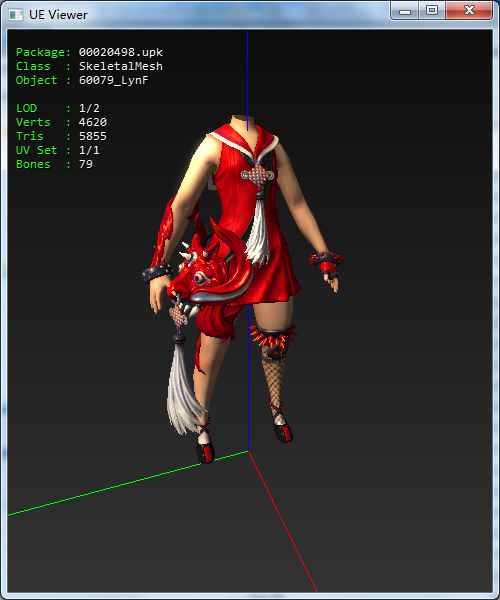 UE Viewer
Package: 00020498.upk
Class  : SkeletalMesh
Object : 60079_LynF
LOD    : 1/2
Verts  : 4620
Tris   : 5855
UV Set : 1/1
Bones  : 79